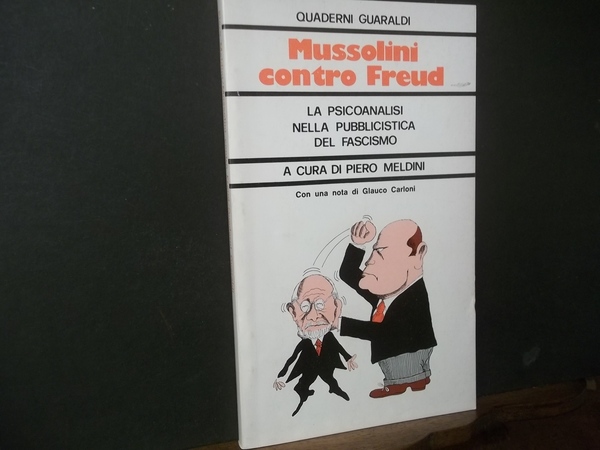 QUADERNI GUARALDI
Mussolini
contro Freud
LA PSICOANALISI
NELLA PUBBLICISTICA
DEL FASCISMO
A CURA DI PIERO MELDINI
Con una nota di Glauco Carloni